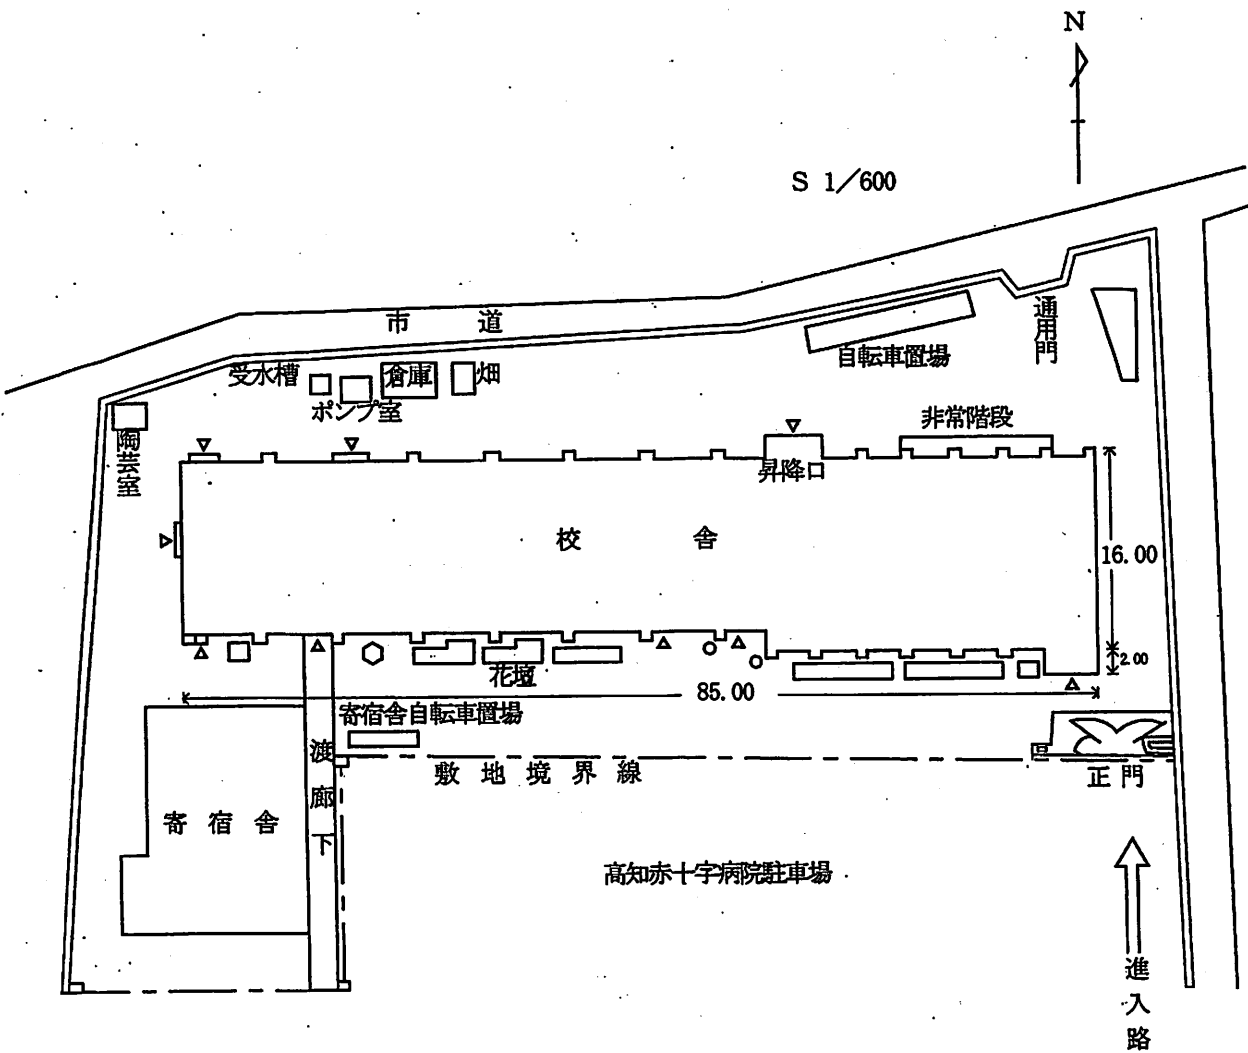 N
S 1/600
市道
通用門
自転車置場
受水槽
倉庫
畑
ポンプ室
陶芸室
非常階段
昇降口
校舎
16.00
2.00
花壇
85.00
寄宿舎自転車置場
渡廊下
敷地境界線
正門
寄宿舎
高知赤十字病院駐車場
進入路